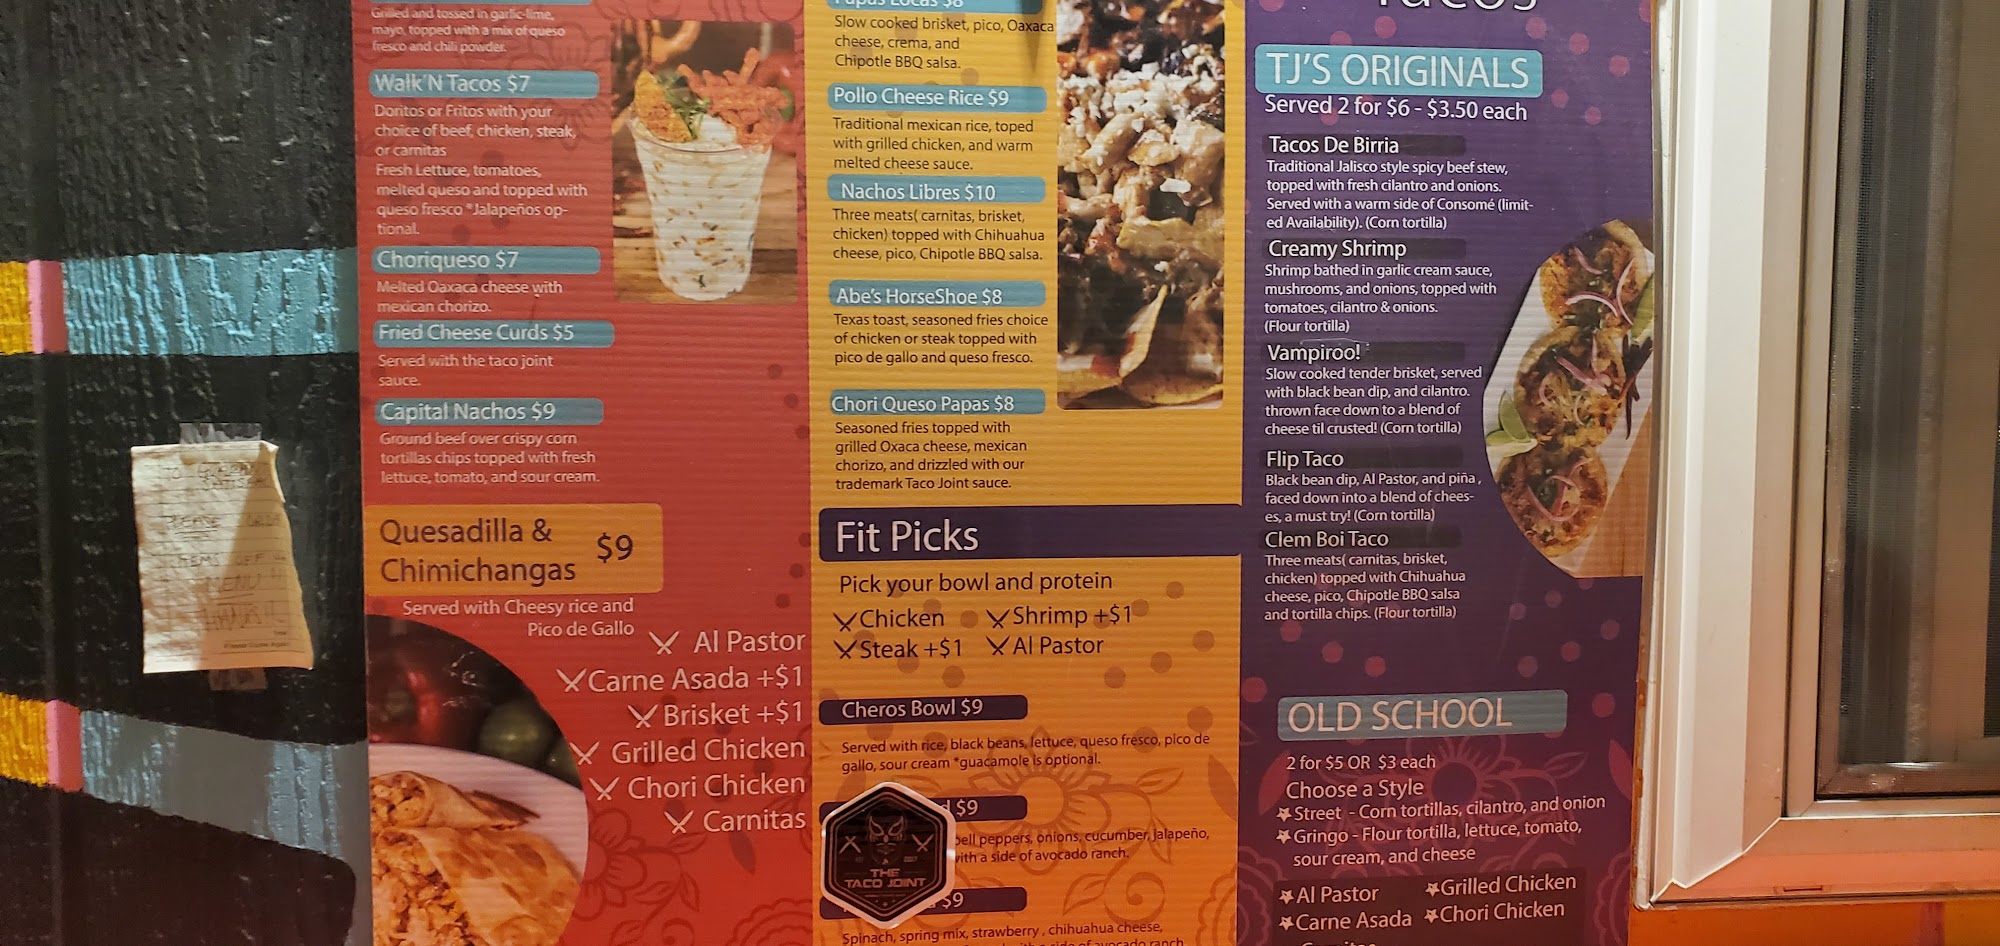 Grilled and tossed in garlic-lime,
mayo, topped with a mix of queso
fresco and chili powder.
Walk'N Tacos $7
Doritos or Fritos with your
choice of beef, chicken, steak,
or carnitas
Fresh Lettuce, tomatoes,
melted queso and topped with
queso fresco *Jalapeños op-
tional.
Choriqueso $7
Melted Oaxaca cheese with
mexican chorizo.
Fried Cheese Curds $5
Served with the taco joint
sauce.
Capital Nachos $9
Ground beef over crispy corn
tortillas chips topped with fresh
lettuce, tomato, and sour cream.
Quesadilla &
Chimichangas $9
Served with Cheesy rice and
Pico de Gallo
Al Pastor
Carne Asada +$1
Brisket +$1
Grilled Chicken
Chori Chicken
Carnitas
Papas Locas $8
Slow cooked brisket, pico, Oaxaca
cheese, crema, and
Chipotle BBQ salsa.
Pollo Cheese Rice $9
Traditional mexican rice, toped
with grilled chicken, and warm
melted cheese sauce.
Nachos Libres $10
Three meats( carnitas, brisket,
chicken) topped with Chihuahua
cheese, pico, Chipotle BBQ salsa.
Abe's HorseShoe $8
Texas toast, seasoned fries choice
of chicken or steak topped with
pico de gallo and queso fresco.
Chori Queso Papas $8
Seasoned fries topped with
grilled Oxaca cheese, mexican
chorizo, and drizzled with our
trademark Taco Joint sauce.
Fit Picks
Pick your bowl and protein
Chicken Shrimp +$1
Steak +$1 Al Pastor
Cheros Bowl $9
Served with rice, black beans, lettuce, queso fresco, pico de
gallo, sour cream *guacamole is optional.
$9
bell peppers, onions, cucumber, jalapeño,
with a side of avocado ranch.
THE
TACO JOINT
$9
Spinach, spring mix, strawberry, chihuahua cheese,
side of avocado ranch
Tacos
TJ'S ORIGINALS
Served 2 for $6 - $3.50 each
Tacos De Birria
Traditional Jalisco style spicy beef stew,
topped with fresh cilantro and onions.
Served with a warm side of Consomé (limit-
ed Availability). (Corn tortilla)
Creamy Shrimp
Shrimp bathed in garlic cream sauce,
mushrooms, and onions, topped with
tomatoes, cilantro & onions.
(Flour tortilla)
Vampiroo!
Slow cooked tender brisket, served
with black bean dip, and cilantro.
thrown face down to a blend of
cheese til crusted! (Corn tortilla)
Flip Taco
Black bean dip, Al Pastor, and piña,
faced down into a blend of chees-
es, a must try! (Corn tortilla)
Clem Boi Taco
Three meats( carnitas, brisket,
chicken) topped with Chihuahua
cheese, pico, Chipotle BBQ salsa
and tortilla chips. (Flour tortilla)
OLD SCHOOL
2 for $5 OR $3 each
Choose a Style
Street - Corn tortillas, cilantro, and onion
Gringo - Flour tortilla, lettuce, tomato,
sour cream, and cheese
Al Pastor Grilled Chicken
Carne Asada Chori Chicken
Carnitas
TO
PLEASE
ITEMS
MENU
THANKS